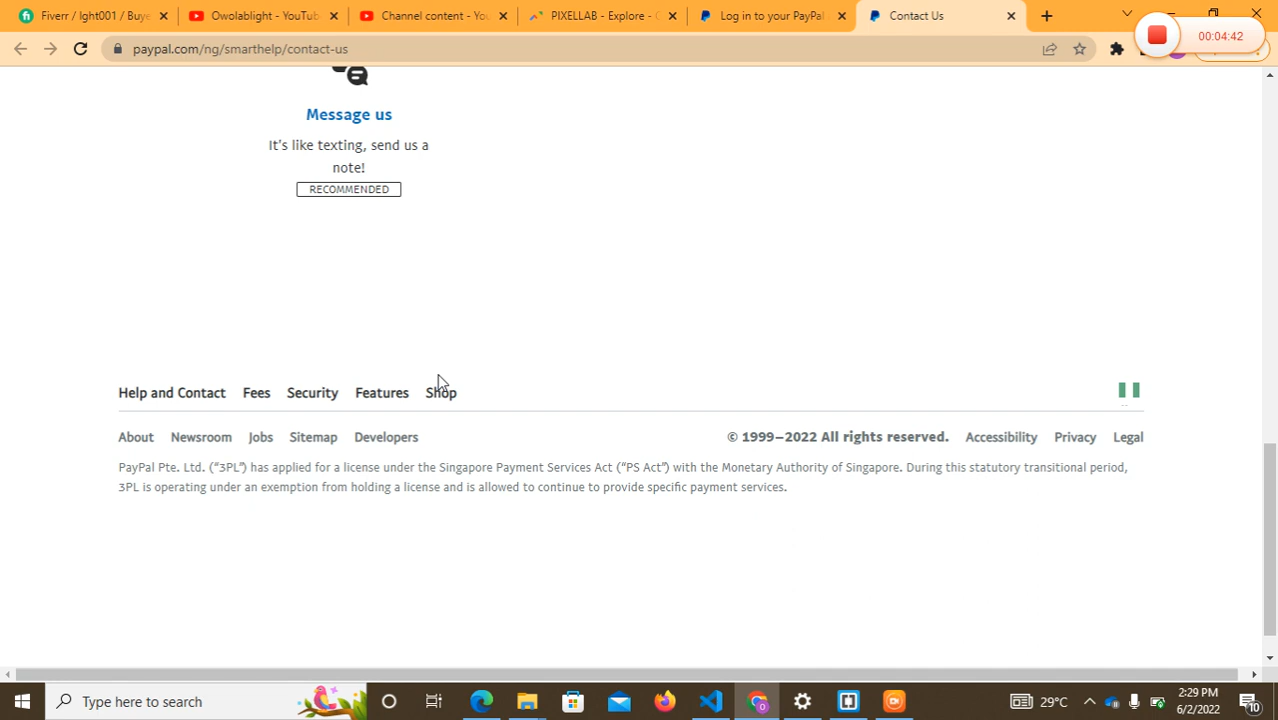 Fiverr / lght001 / Buye
Owolablight - YouTub
Channel content - You
PIXELLAB - Explore - G
Log in to your PayPal
Contact Us
paypal.com/ng/smarthelp/contact-us
00:04:42
Message us
It's like texting, send us a
note!
RECOMMENDED
Help and Contact Fees Security Features Shop
About Newsroom Jobs Sitemap Developers
© 1999–2022 All rights reserved. Accessibility Privacy Legal
PayPal Pte. Ltd. ("3PL") has applied for a license under the Singapore Payment Services Act ("PS Act") with the Monetary Authority of Singapore. During this statutory transitional period,
3PL is operating under an exemption from holding a license and is allowed to continue to provide specific payment services.
Type here to search
29°C
2:29 PM
6/2/2022
10